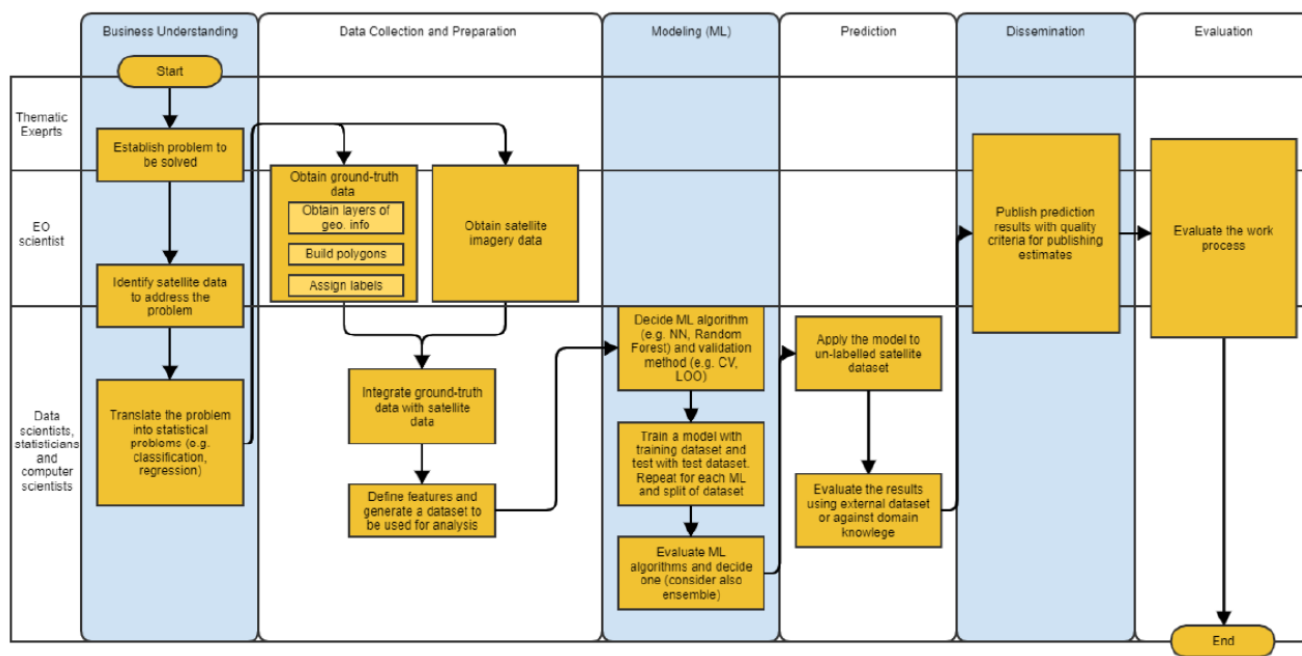 Business Understanding
Data Collection and Preparation
Modeling (ML)
Prediction
Dissemination
Evaluation
Thematic
Exeprts
EO
scientist
Data
scientists,
statisticians
and
computer
scientists
Start
Establish problem to
be solved
Identify satellite data
to address the
problem
Translate the problem
into statistical
problems (e.g.
classification,
regression)
Obtain ground-truth
data
Obtain layers of
geo. info
Build polygons
Assign labels
Obtain satellite
imagery data
Integrate ground-truth
data with satellite
data
Define features and
generate a dataset to
be used for analysis
Decide ML algorithm
(e.g. NN, Random
Forest) and validation
method (e.g. CV,
LOO)
Train a model with
training dataset and
test with test dataset.
Repeat for each ML
and split of dataset
Evaluate ML
algorithms and decide
one (consider also
ensemble)
Apply the model to
un-labelled satellite
dataset
Evaluate the results
using external dataset
or against domain
knowlege
Publish prediction
results with quality
criteria for publishing
estimates
Evaluate the work
process
End